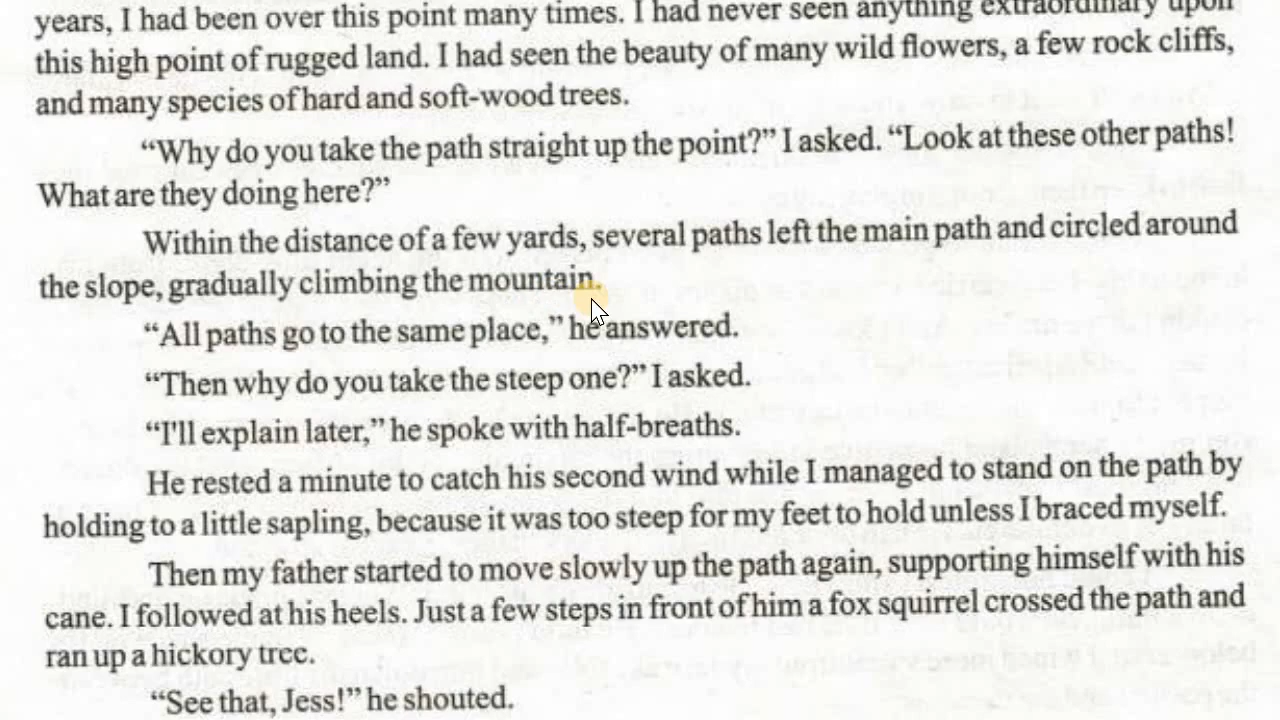 years, I had been over this point many times. I had never seen anything extraordinary upon
this high point of rugged land. I had seen the beauty of many wild flowers, a few rock cliffs,
and many species of hard and soft-wood trees.
“Why do you take the path straight up the point?” I asked. “Look at these other paths!
What are they doing here?”
Within the distance of a few yards, several paths left the main path and circled around
the slope, gradually climbing the mountain.
“All paths go to the same place,” he answered.
“Then why do you take the steep one?” I asked.
“I'll explain later,” he spoke with half-breaths.
He rested a minute to catch his second wind while I managed to stand on the path by
holding to a little sapling, because it was too steep for my feet to hold unless I braced myself.
Then my father started to move slowly up the path again, supporting himself with his
cane. I followed at his heels. Just a few steps in front of him a fox squirrel crossed the path and
ran up a hickory tree.
“See that, Jess!” he shouted.